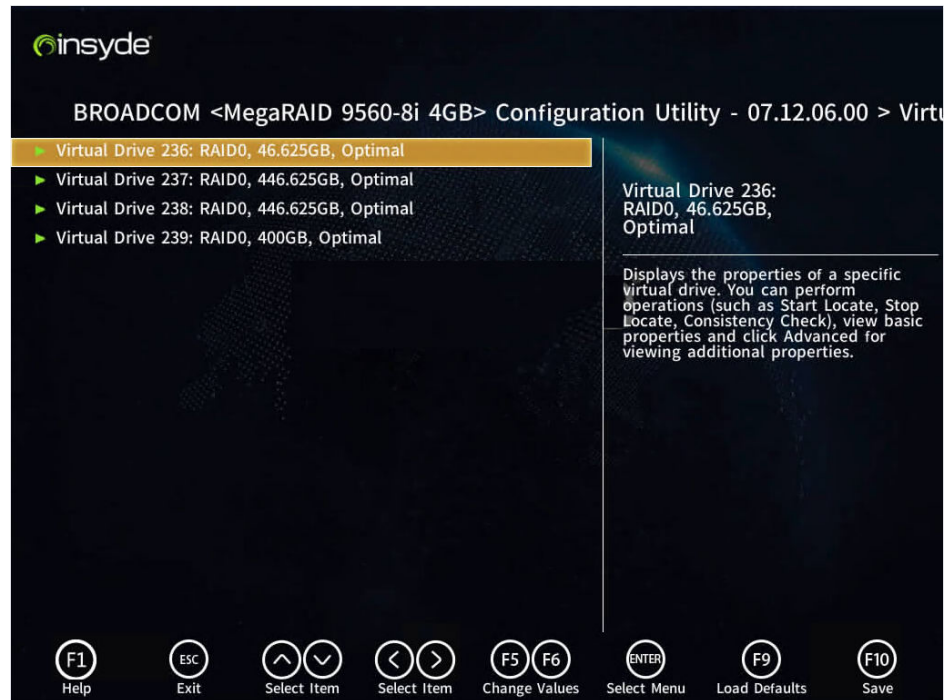 insyde
BROADCOM <MegaRAID 9560-8i 4GB> Configuration Utility - 07.12.06.00 > Virtu
Virtual Drive 236: RAID0, 46.625GB, Optimal
Virtual Drive 237: RAID0, 446.625GB, Optimal
Virtual Drive 238: RAID0, 446.625GB, Optimal
Virtual Drive 239: RAID0, 400GB, Optimal
Virtual Drive 236:
RAID0, 46.625GB,
Optimal
Displays the properties of a specific
virtual drive. You can perform
operations (such as Start Locate, Stop
Locate, Consistency Check), view basic
properties and click Advanced for
viewing additional properties.
F1 ESC F5 F6 ENTER F9 F10
Help Exit Select Item Select Item Change Values Select Menu Load Defaults Save